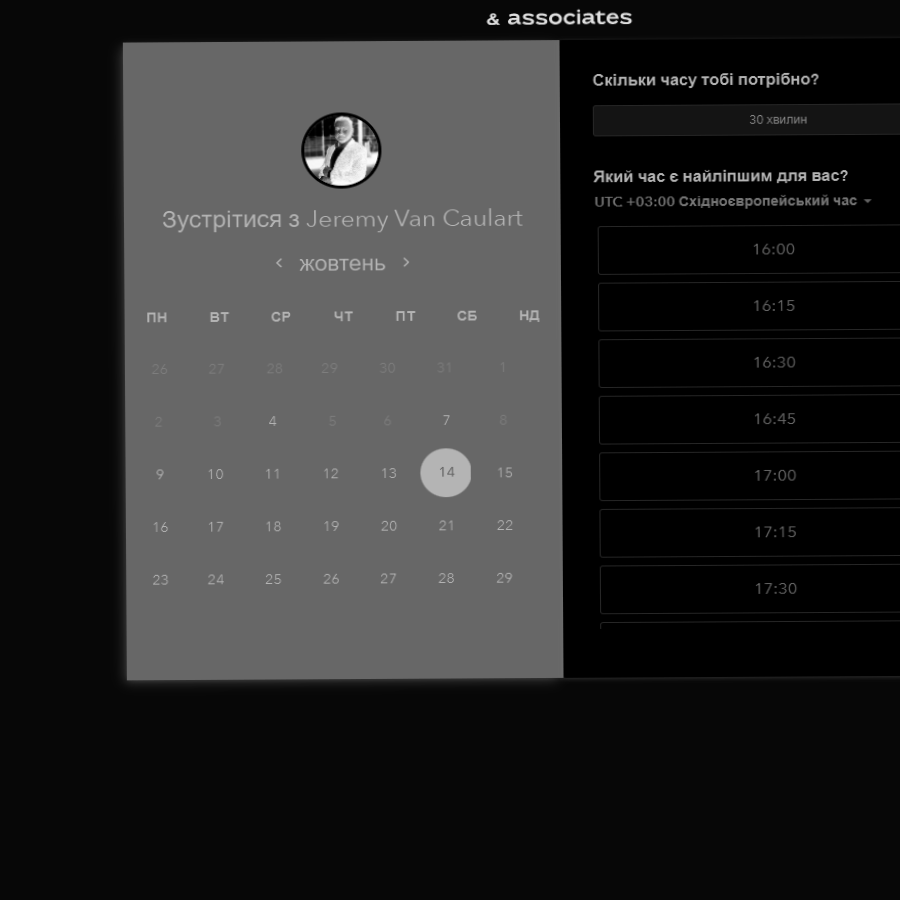 & associates
Зустрітися з Jeremy Van Caulart
жовтень
ПН ВТ СР ЧТ ПТ СБ НД
26 27 28 29 30 31 1
2 3 4 5 6 7 8
9 10 11 12 13 14 15
16 17 18 19 20 21 22
23 24 25 26 27 28 29
Скільки часу тобі потрібно?
30 хвилин
Який час є найліпшим для вас?
UTC +03:00 Східноєвропейський час
16:00
16:15
16:30
16:45
17:00
17:15
17:30